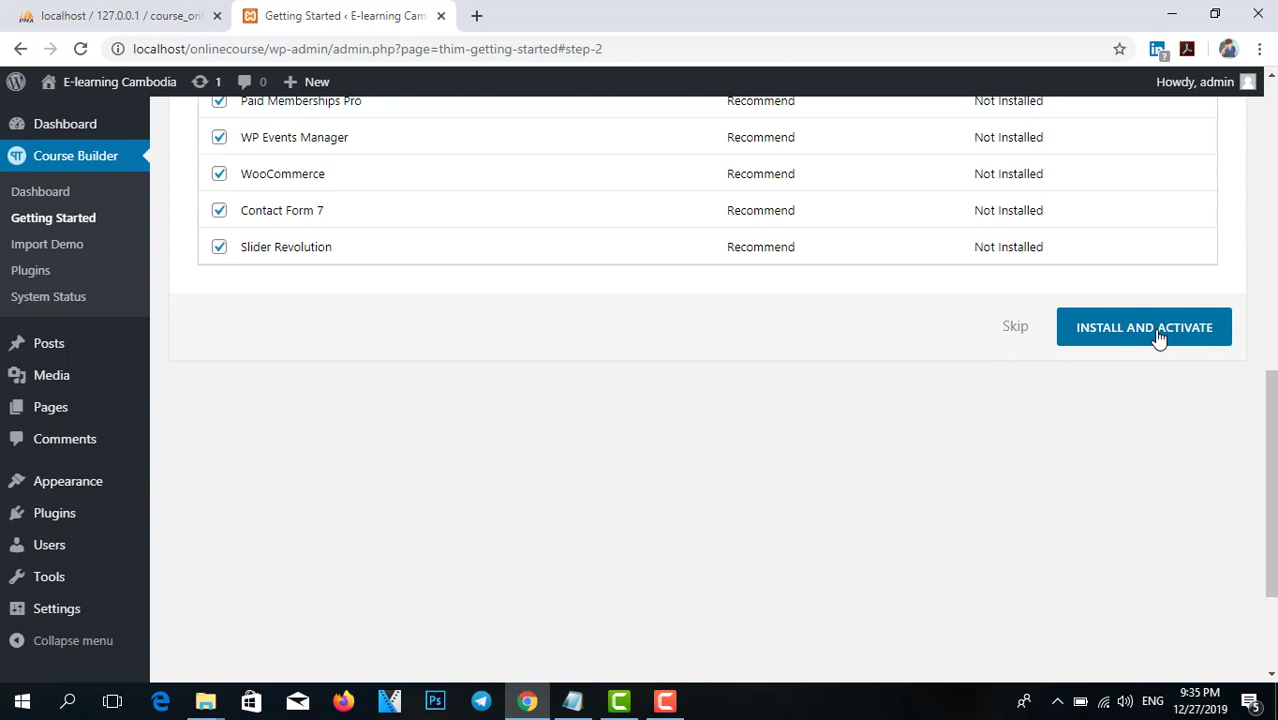 localhost / 127.0.0.1 / course_onl
Getting Started ‹ E-learning Cam
localhost/onlinecourse/wp-admin/admin.php?page=thim-getting-started#step-2
E-learning Cambodia
1
0
New
Howdy, admin
Dashboard
Course Builder
Dashboard
Getting Started
Import Demo
Plugins
System Status
Posts
Media
Pages
Comments
Appearance
Plugins
Users
Tools
Settings
Collapse menu
Paid Memberships Pro Recommend Not Installed
WP Events Manager Recommend Not Installed
WooCommerce Recommend Not Installed
Contact Form 7 Recommend Not Installed
Slider Revolution Recommend Not Installed
Skip
INSTALL AND ACTIVATE
ENG
9:35 PM
12/27/2019
5